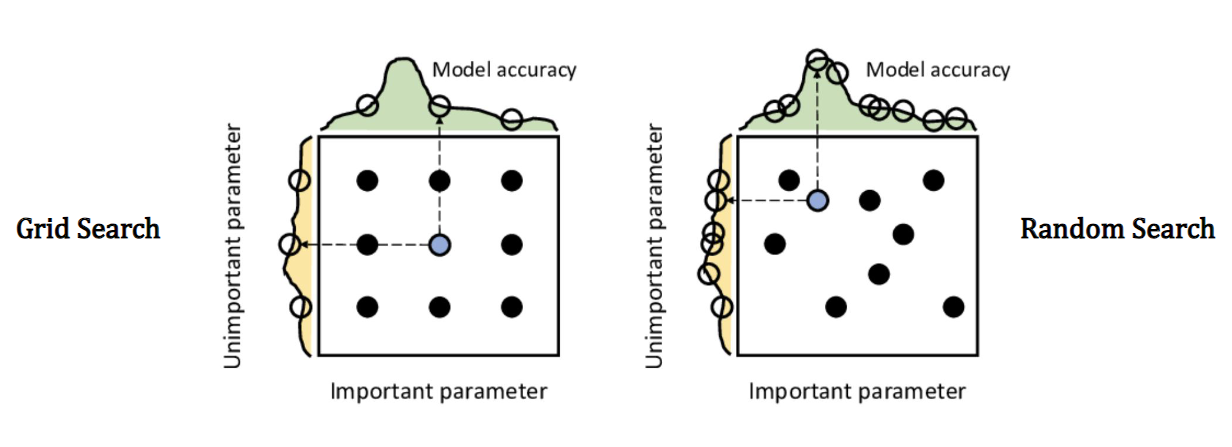 Grid Search
Unimportant parameter
Model accuracy
Important parameter
Unimportant parameter
Model accuracy
Important parameter
Random Search